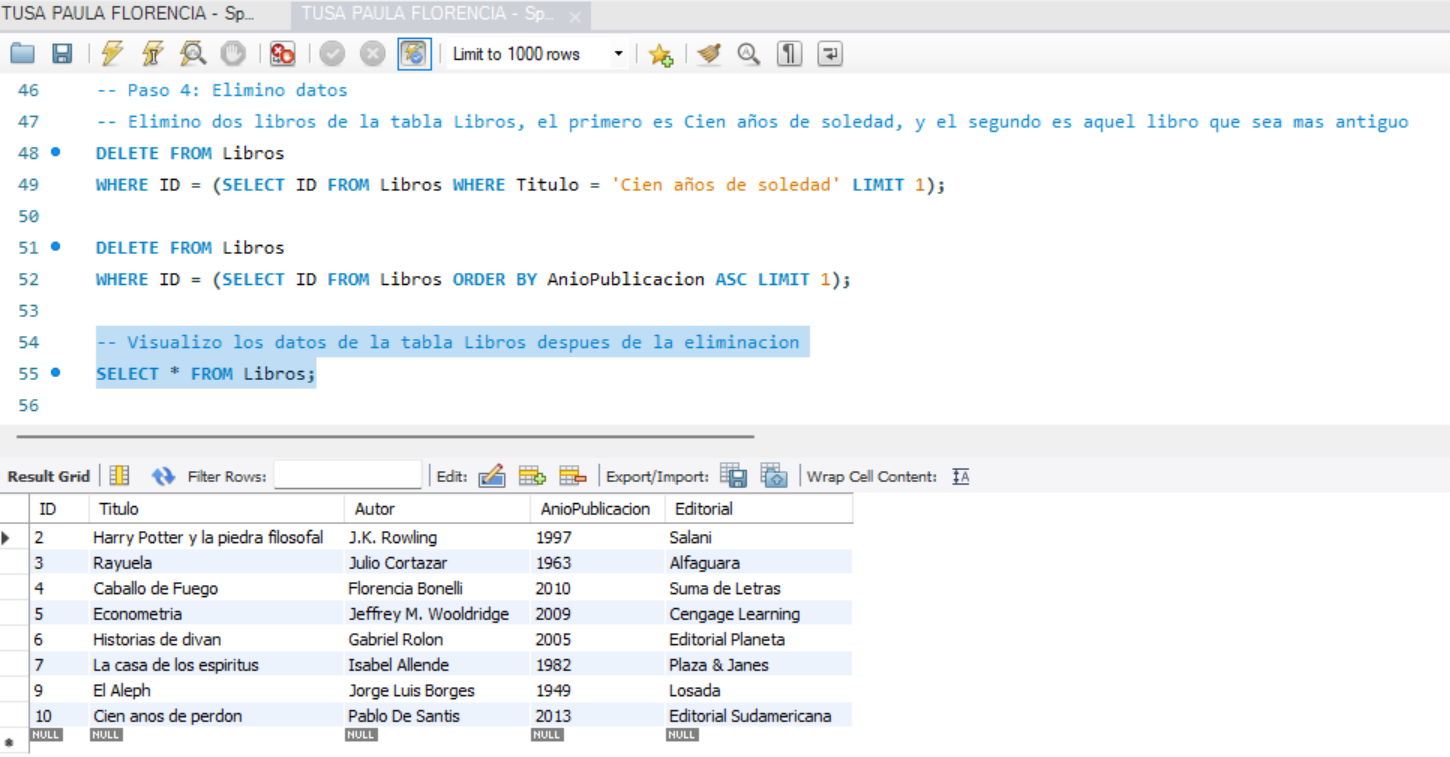 TUSA PAULA FLORENCIA - Sp... TUSA PAULA FLORENCIA - Sp...
Limit to 1000 rows
46 -- Paso 4: Elimino datos
47 -- Elimino dos libros de la tabla Libros, el primero es Cien años de soledad, y el segundo es aquel libro que sea mas antiguo
48 DELETE FROM Libros
49 WHERE ID = (SELECT ID FROM Libros WHERE Titulo = 'Cien años de soledad' LIMIT 1);
50
51 DELETE FROM Libros
52 WHERE ID = (SELECT ID FROM Libros ORDER BY AnioPublicacion ASC LIMIT 1);
53
54 -- Visualizo los datos de la tabla Libros despues de la eliminacion
55 SELECT * FROM Libros;
56
Result Grid Filter Rows: Edit: Export/Import: Wrap Cell Content:
ID Titulo Autor AnioPublicacion Editorial
2 Harry Potter y la piedra filosofal J.K. Rowling 1997 Salani
3 Rayuela Julio Cortazar 1963 Alfaguara
4 Caballo de Fuego Florencia Bonelli 2010 Suma de Letras
5 Econometria Jeffrey M. Wooldridge 2009 Cengage Learning
6 Historias de divan Gabriel Rolon 2005 Editorial Planeta
7 La casa de los espiritus Isabel Allende 1982 Plaza & Janes
9 El Aleph Jorge Luis Borges 1949 Losada
10 Cien anos de perdon Pablo De Santis 2013 Editorial Sudamericana
NULL NULL NULL NULL NULL